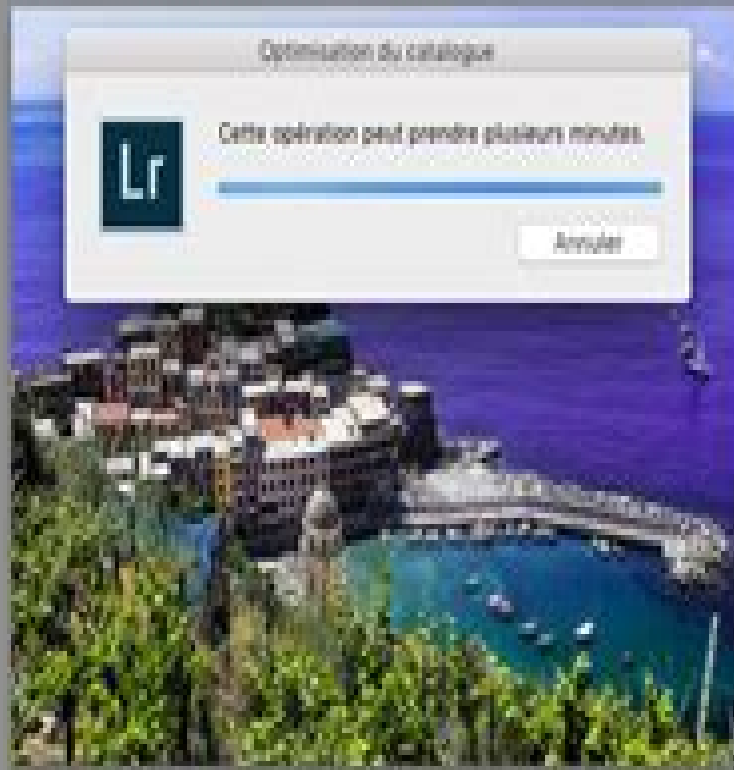 Optimisation du catalogue
Lr
Cette opération peut prendre plusieurs minutes.
Annuler